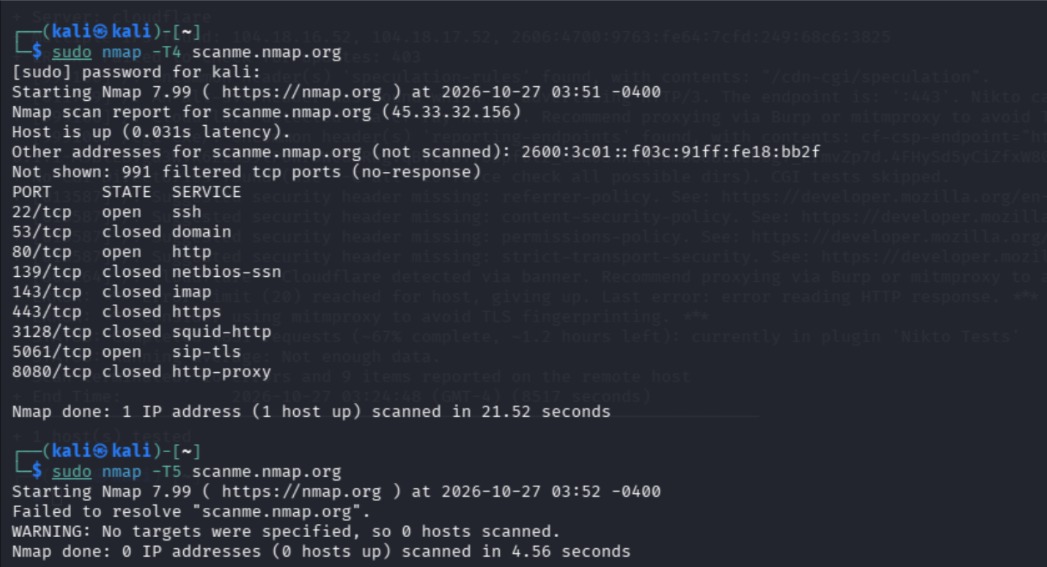 ┌──(kali㉿kali)-[~]
└─$ sudo nmap -T4 scanme.nmap.org
[sudo] password for kali:
Starting Nmap 7.99 ( https://nmap.org ) at 2026-10-27 03:51 -0400
Nmap scan report for scanme.nmap.org (45.33.32.156)
Host is up (0.031s latency).
Other addresses for scanme.nmap.org (not scanned): 2600:3c01::f03c:91ff:fe18:bb2f
Not shown: 991 filtered tcp ports (no-response)
PORT     STATE  SERVICE
22/tcp   open   ssh
53/tcp   closed domain
80/tcp   open   http
139/tcp  closed netbios-ssn
143/tcp  closed imap
443/tcp  closed https
3128/tcp closed squid-http
5061/tcp open   sip-tls
8080/tcp closed http-proxy
Nmap done: 1 IP address (1 host up) scanned in 21.52 seconds
┌──(kali㉿kali)-[~]
└─$ sudo nmap -T5 scanme.nmap.org
Starting Nmap 7.99 ( https://nmap.org ) at 2026-10-27 03:52 -0400
Failed to resolve "scanme.nmap.org".
WARNING: No targets were specified, so 0 hosts scanned.
Nmap done: 0 IP addresses (0 hosts up) scanned in 4.56 seconds